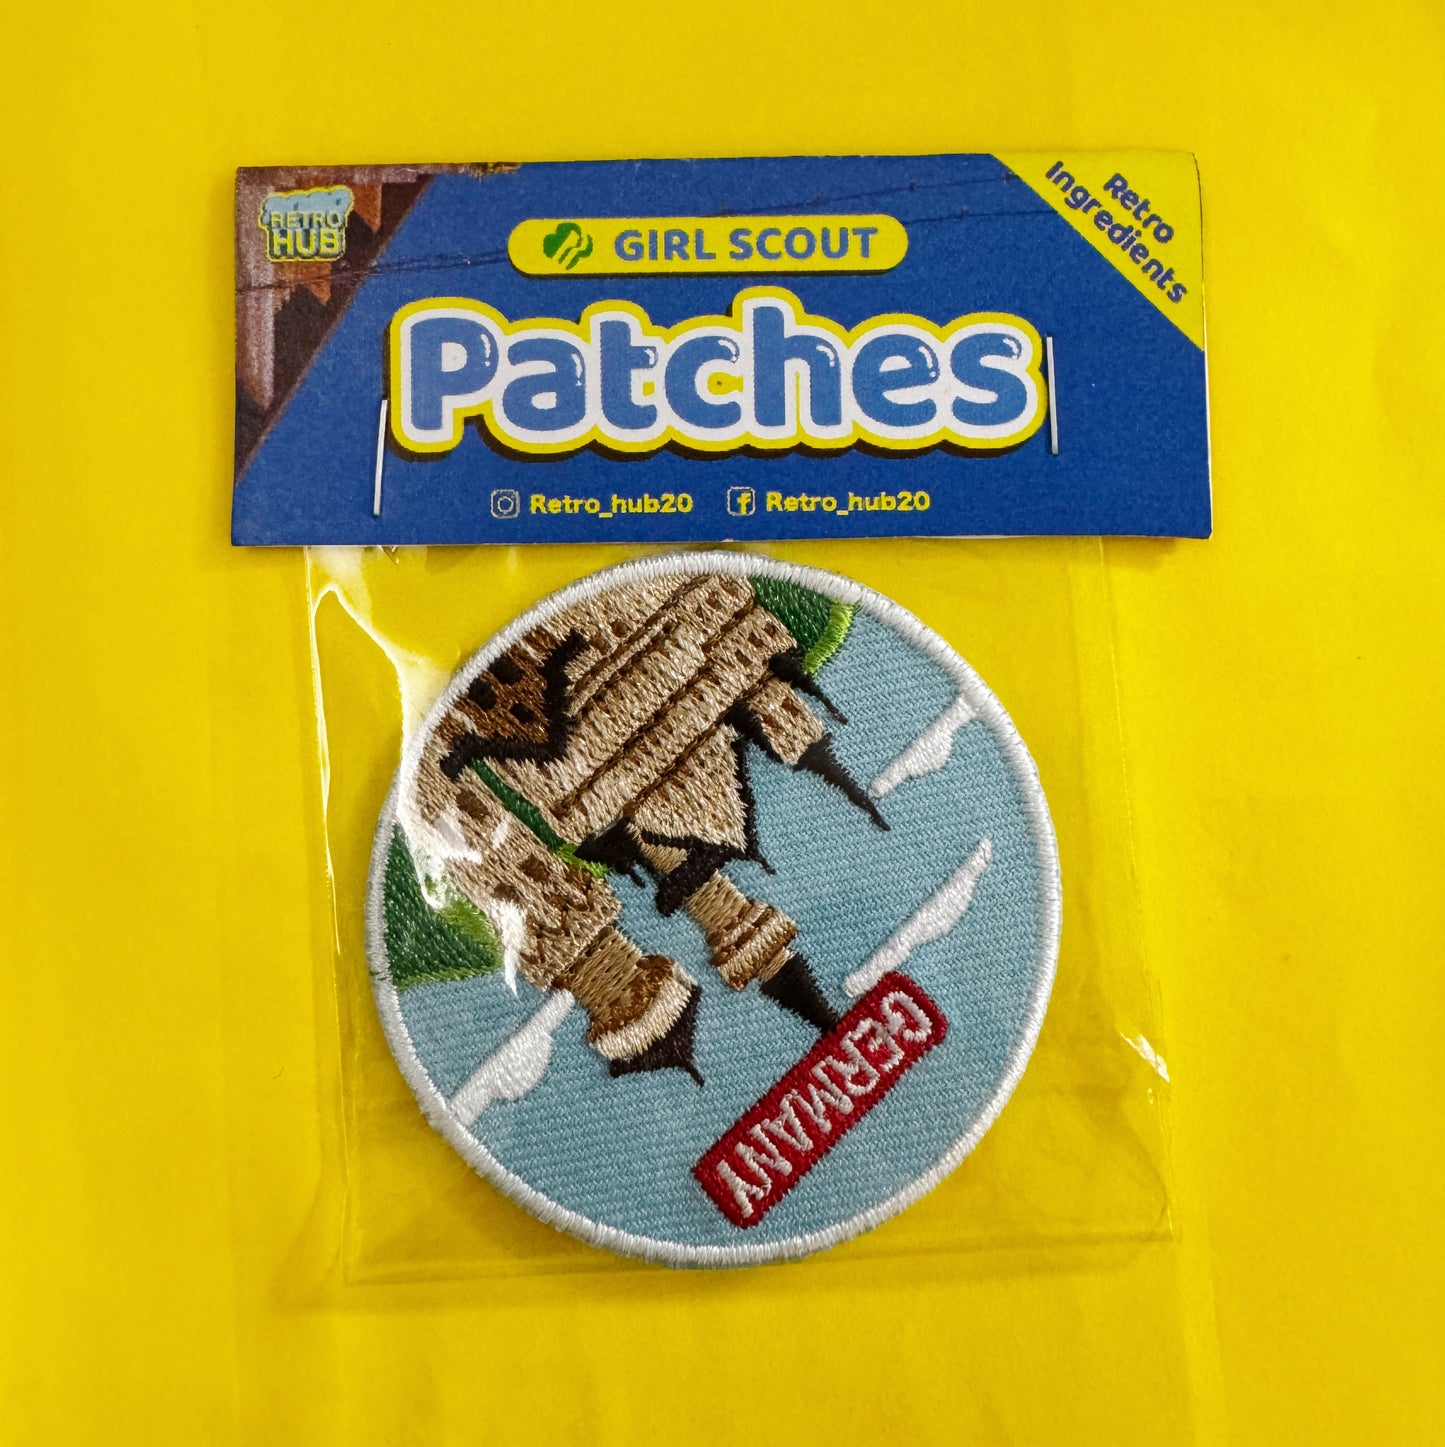 RETRO
HUB
GIRL SCOUT
Patches
Retro
Ingredients
Retro_hub20
Retro_hub20
GERMANY